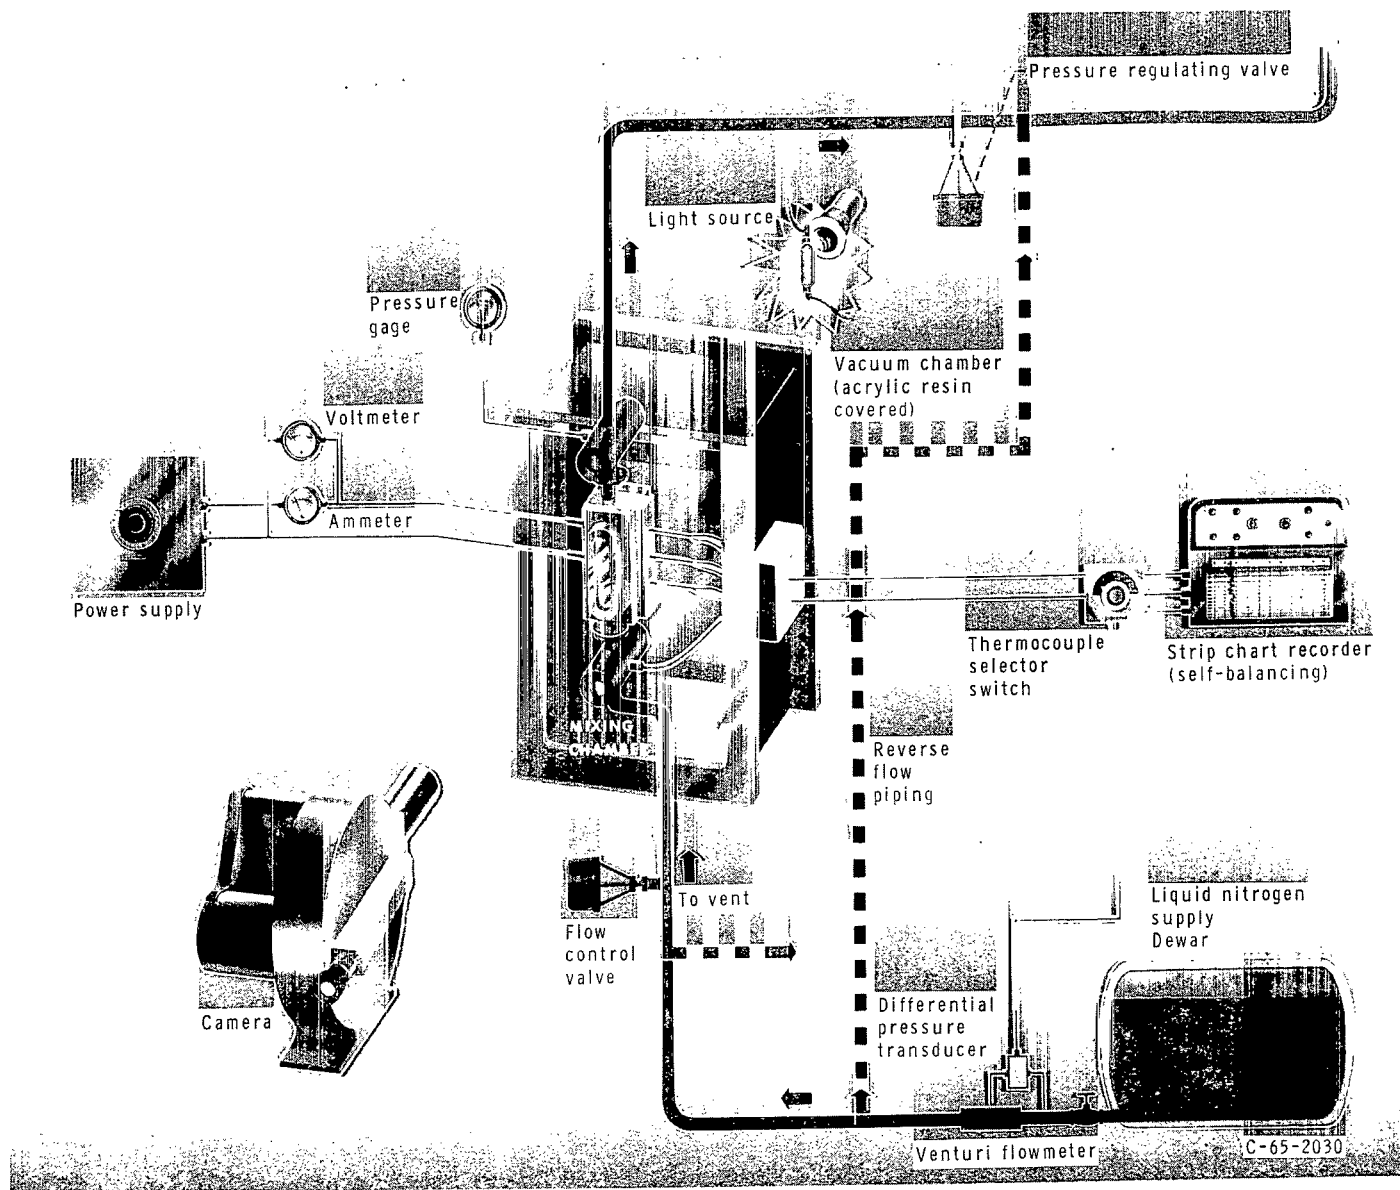 Pressure regulating valve
Light source
Pressure
gage
Vacuum chamber
(acrylic resin
covered)
Voltmeter
Ammeter
Power supply
Thermocouple
selector
switch
Strip chart recorder
(self-balancing)
MIXING
CHAMBER
Reverse
flow
piping
To vent
Flow
control
valve
Liquid nitrogen
supply
Dewar
Camera
Differential
pressure
transducer
Venturi flowmeter
C-65-2030